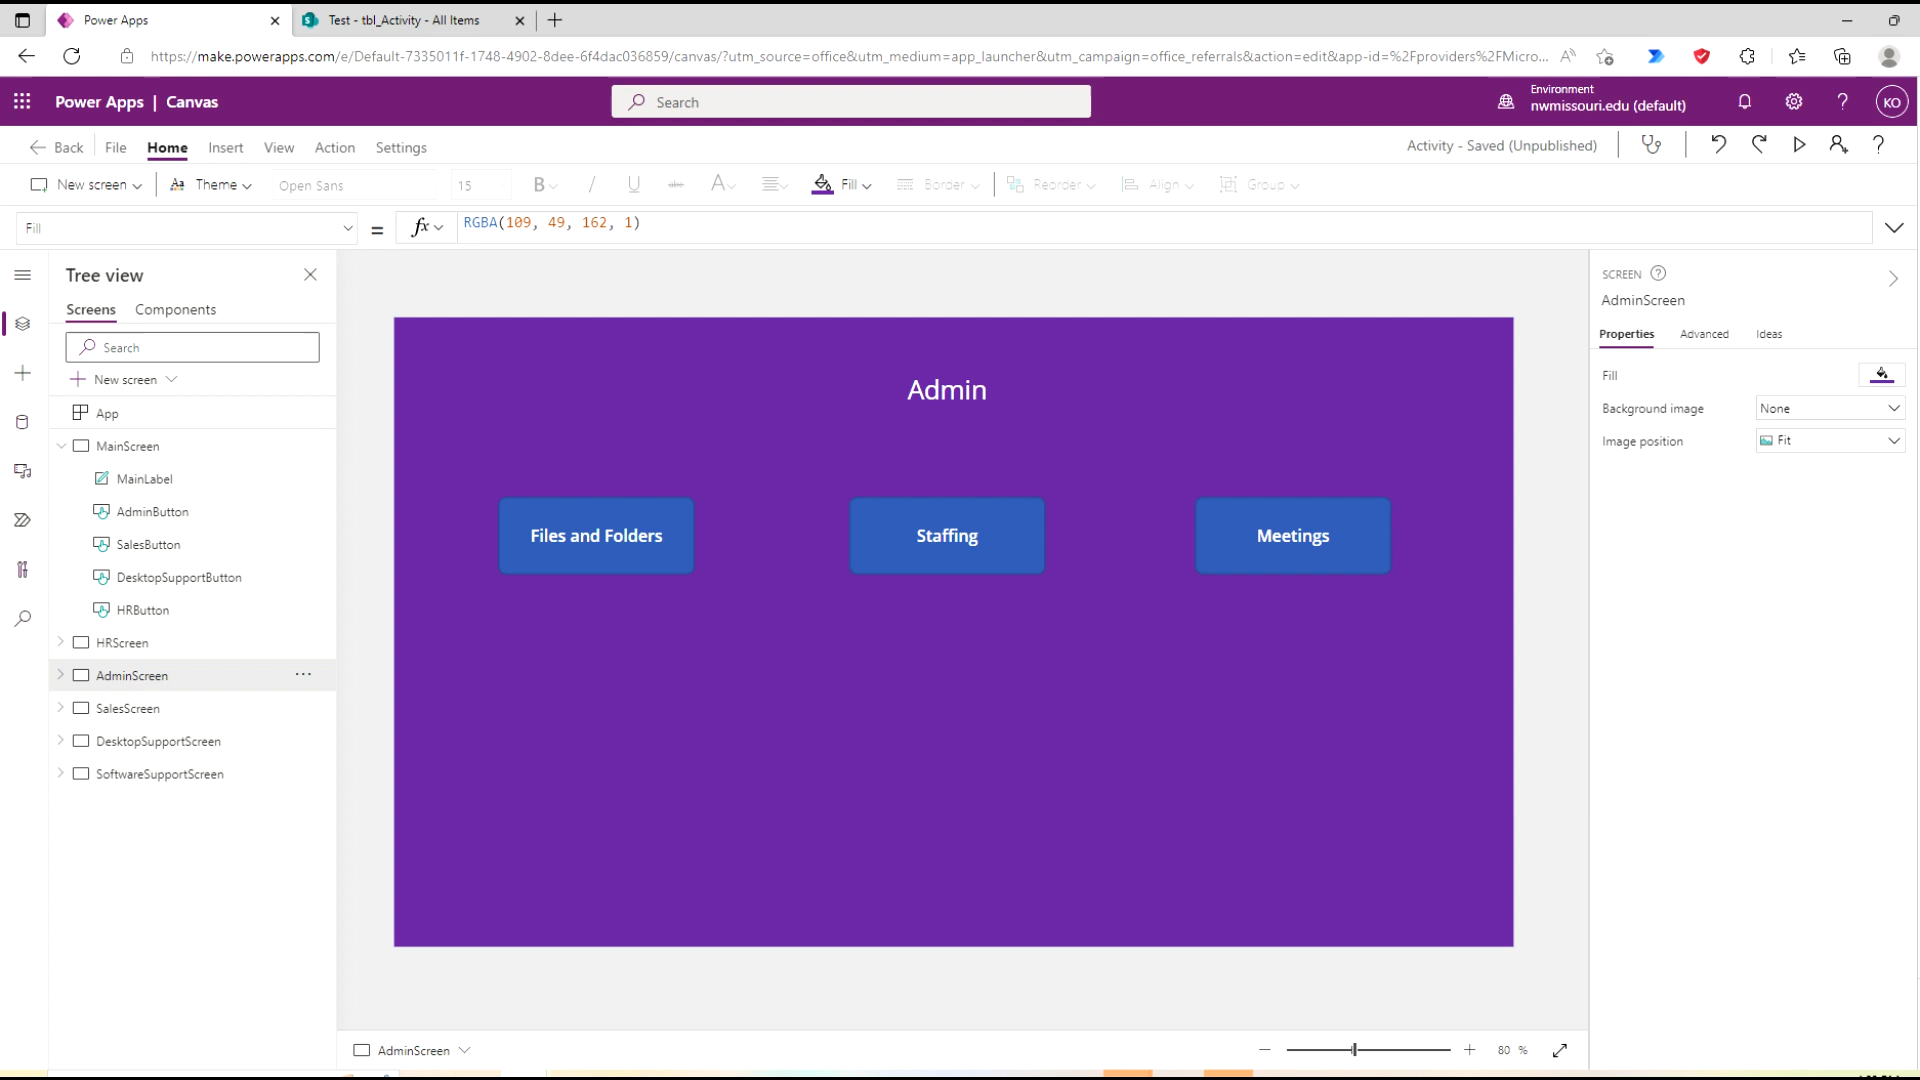 Power Apps
Test - tbl_Activity - All Items
https://make.powerapps.com/e/Default-7335011f-1748-4902-8dee-6f4dac036859/canvas/?utm_source=office&utm_medium=app_launcher&utm_campaign=office_referrals&action=edit&app-id=%2Fproviders%2FMicro...
Power Apps | Canvas
Search
Environment
nwmissouri.edu (default)
KO
Back
File
Home
Insert
View
Action
Settings
Activity - Saved (Unpublished)
New screen
Theme
Open Sans
15
B
Fill
Border
Reorder
Align
Group
Fill
=
fx
RGBA(109, 49, 162, 1)
Tree view
Screens
Components
Search
New screen
App
MainScreen
MainLabel
AdminButton
SalesButton
DesktopSupportButton
HRButton
HRScreen
AdminScreen
SalesScreen
DesktopSupportScreen
SoftwareSupportScreen
Admin
Files and Folders
Staffing
Meetings
SCREEN
AdminScreen
Properties
Advanced
Ideas
Fill
Background image
None
Image position
Fit
AdminScreen
80 %